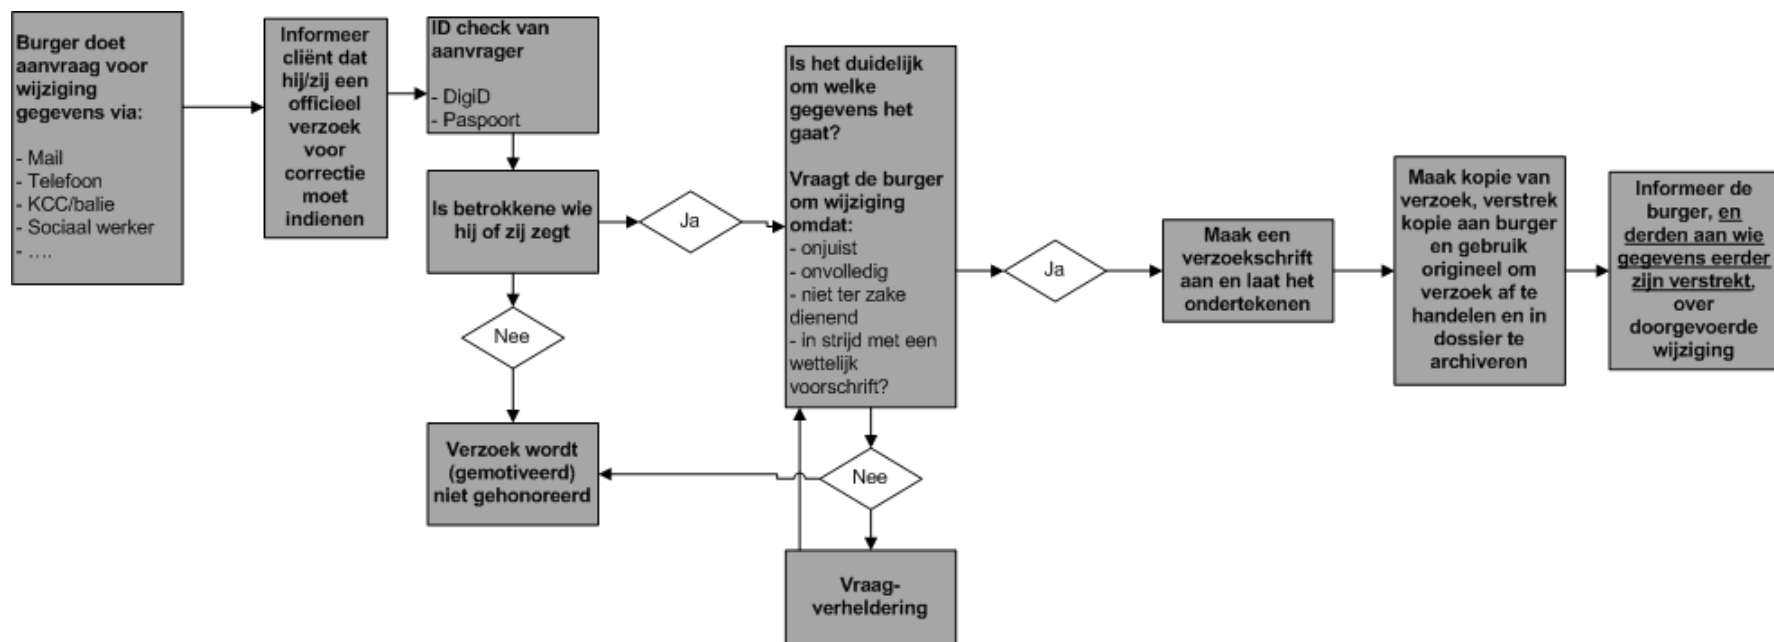 Burger doet
aanvraag voor
wijziging
gegevens via:
- Mail
- Telefoon
- KCC/balie
- Sociaal werker
- ....
Informeer
cliënt dat
hij/zij een
officieel
verzoek
voor
correctie
moet
indienen
ID check van
aanvrager
- DigiD
- Paspoort
Is betrokkene wie
hij of zij zegt
Ja
Nee
Verzoek wordt
(gemotiveerd)
niet gehonoreerd
Is het duidelijk
om welke
gegevens het
gaat?
Vraagt de burger
om wijziging
omdat:
- onjuist
- onvolledig
- niet ter zake
dienend
- in strijd met een
wettelijk
voorschrift?
Nee
Vraag-
verheldering
Ja
Maak een
verzoekschrift
aan en laat het
ondertekenen
Maak kopie van
verzoek, verstrek
kopie aan burger
en gebruik
origineel om
verzoek af te
handelen en in
dossier te
archiveren
Informeer de
burger, en
derden aan wie
gegevens eerder
zijn verstrekt,
over
doorgevoerde
wijziging